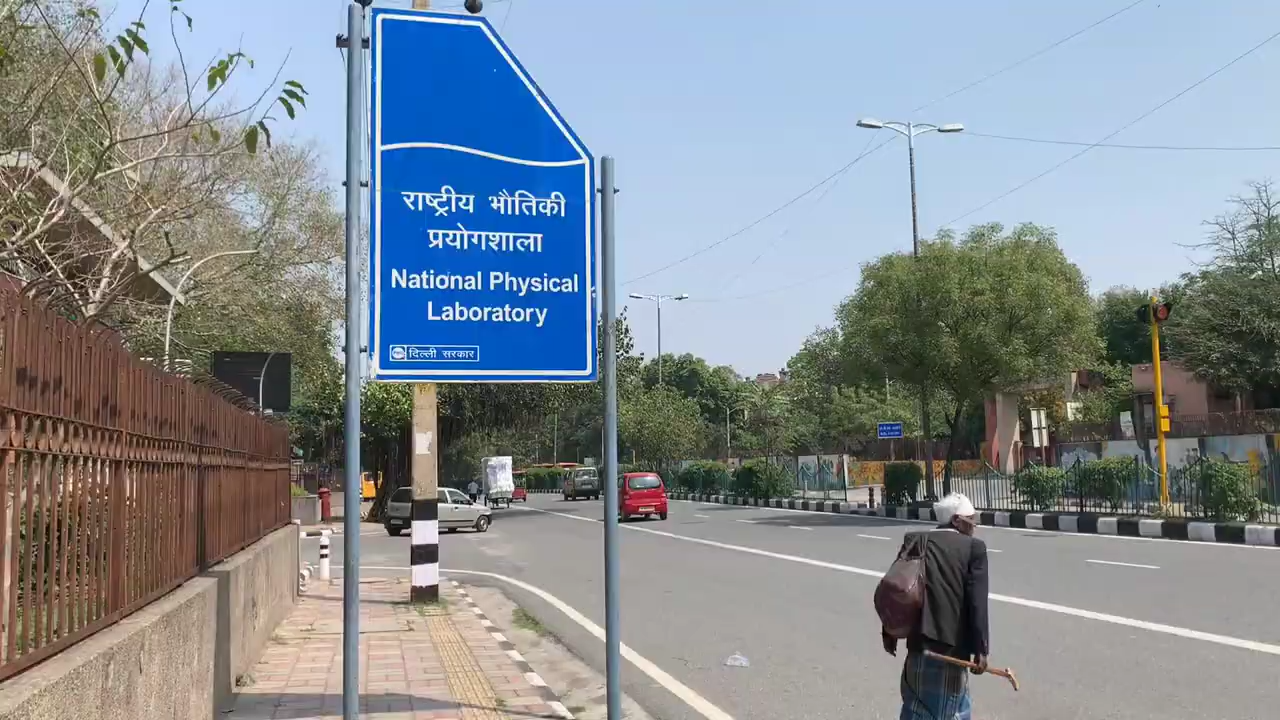 राष्ट्रीय भौतिकी
प्रयोगशाला
National Physical
Laboratory
दिल्ली सरकार